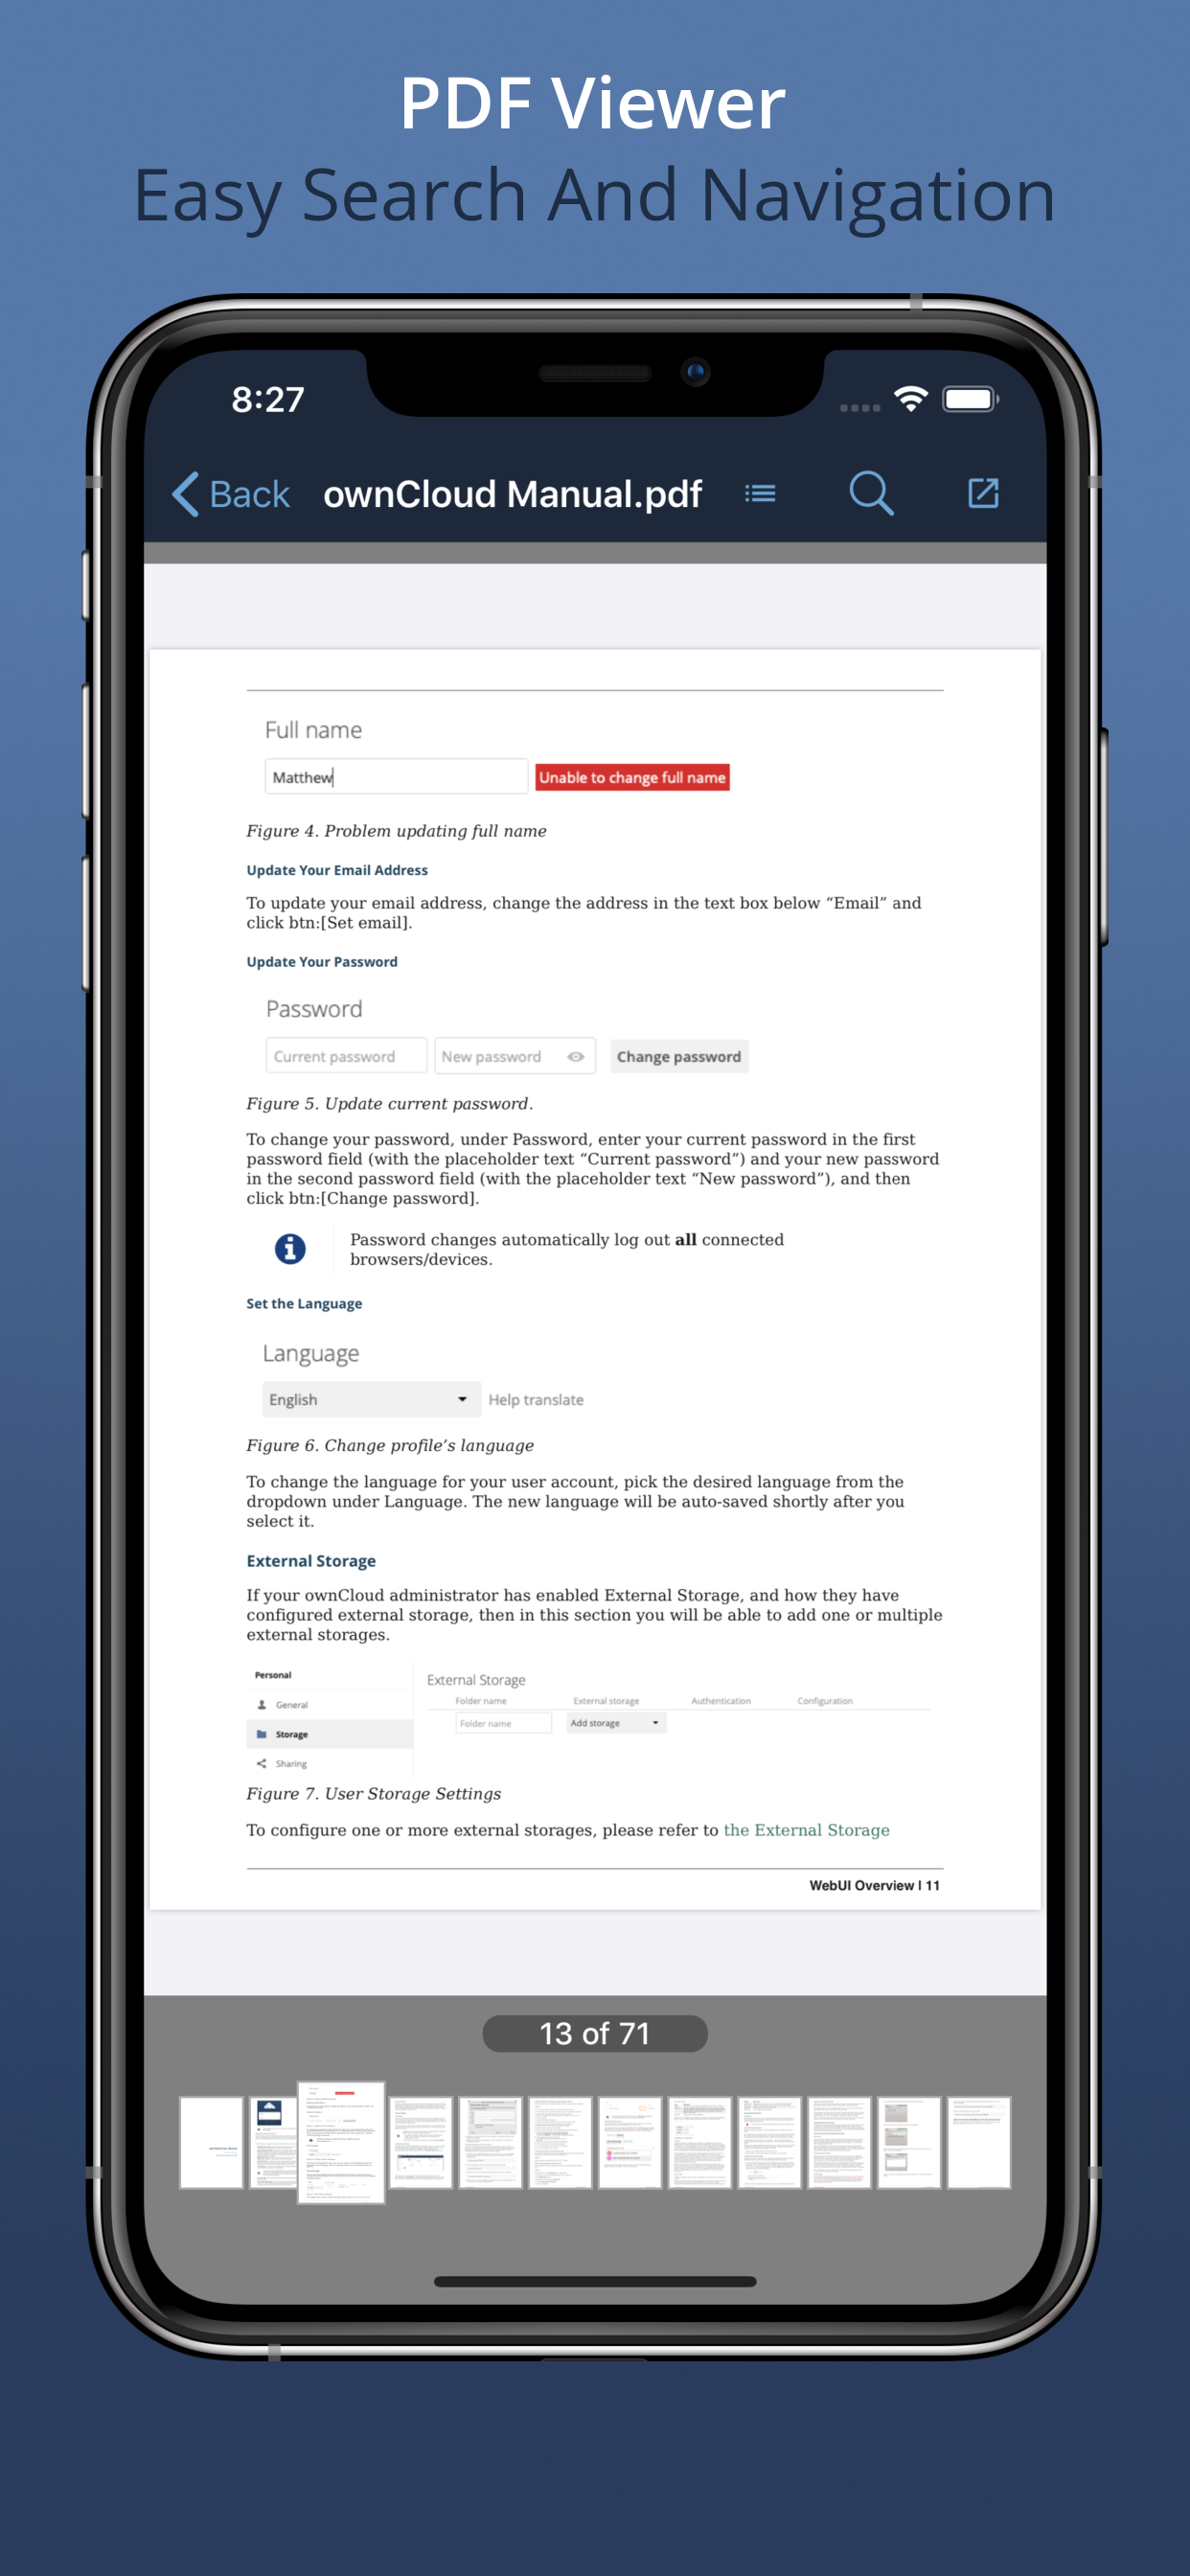 PDF Viewer
Easy Search And Navigation
8:27
Back ownCloud Manual.pdf
Full name
Matthew Unable to change full name
Figure 4. Problem updating full name
Update Your Email Address
To update your email address, change the address in the text box below “Email” and
click btn:[Set email].
Update Your Password
Password
Current password New password Change password
Figure 5. Update current password.
To change your password, under Password, enter your current password in the first
password field (with the placeholder text “Current password”) and your new password
in the second password field (with the placeholder text “New password”), and then
click btn:[Change password].
Password changes automatically log out all connected
browsers/devices.
Set the Language
Language
English Help translate
Figure 6. Change profile’s language
To change the language for your user account, pick the desired language from the
dropdown under Language. The new language will be auto-saved shortly after you
select it.
External Storage
If your ownCloud administrator has enabled External Storage, and how they have
configured external storage, then in this section you will be able to add one or multiple
external storages.
Personal
General
Storage
Sharing
External Storage
Folder name External storage Authentication Configuration
Folder name Add storage
Figure 7. User Storage Settings
To configure one or more external storages, please refer to the External Storage
WebUI Overview | 11
13 of 71